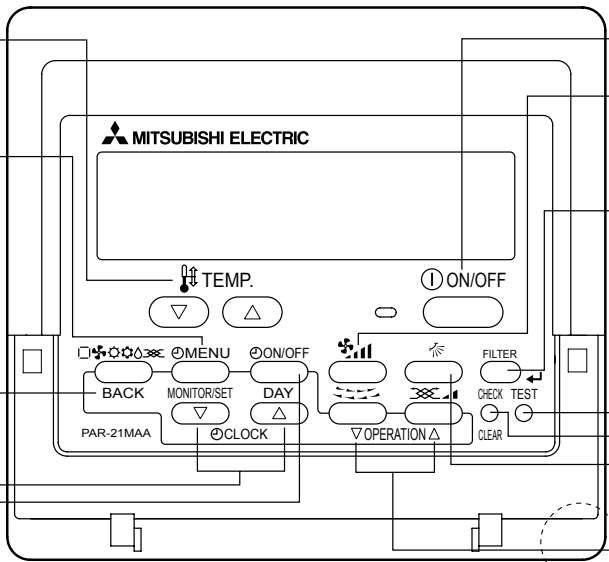 MITSUBISHI ELECTRIC
TEMP.
ON/OFF
MENU
ON/OFF
BACK
MONITOR/SET
DAY
PAR-21MAA
CLOCK
FILTER
CHECK TEST
OPERATION
CLEAR